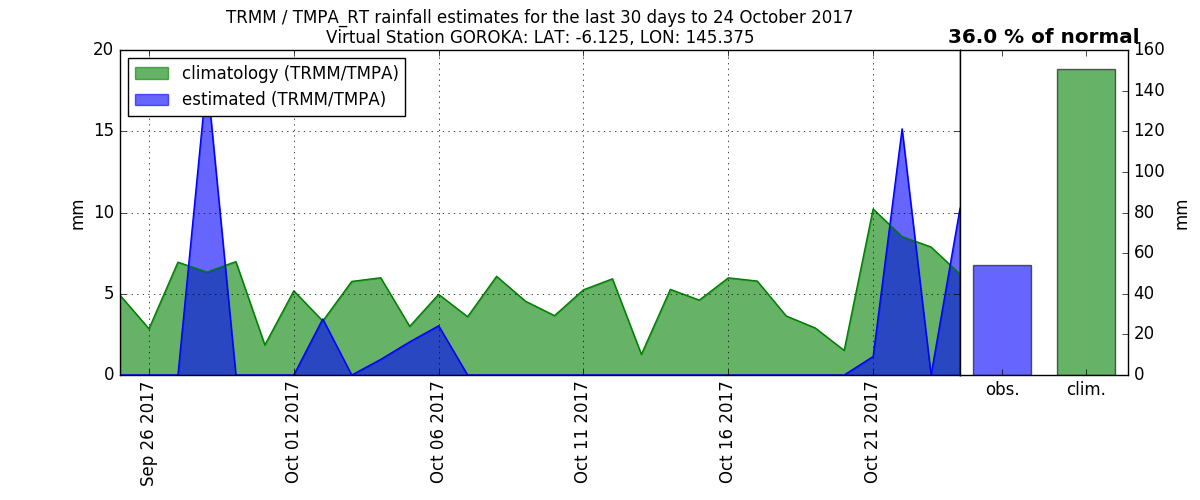 TRMM / TMPA_RT rainfall estimates for the last 30 days to 24 October 2017
Virtual Station GOROKA: LAT: -6.125, LON: 145.375
36.0 % of normal
climatology (TRMM/TMPA)
estimated (TRMM/TMPA)
20
15
10
5
0
mm
Sep 26 2017
Oct 01 2017
Oct 06 2017
Oct 11 2017
Oct 16 2017
Oct 21 2017
obs.
clim.
160
140
120
100
80
60
40
20
0
mm